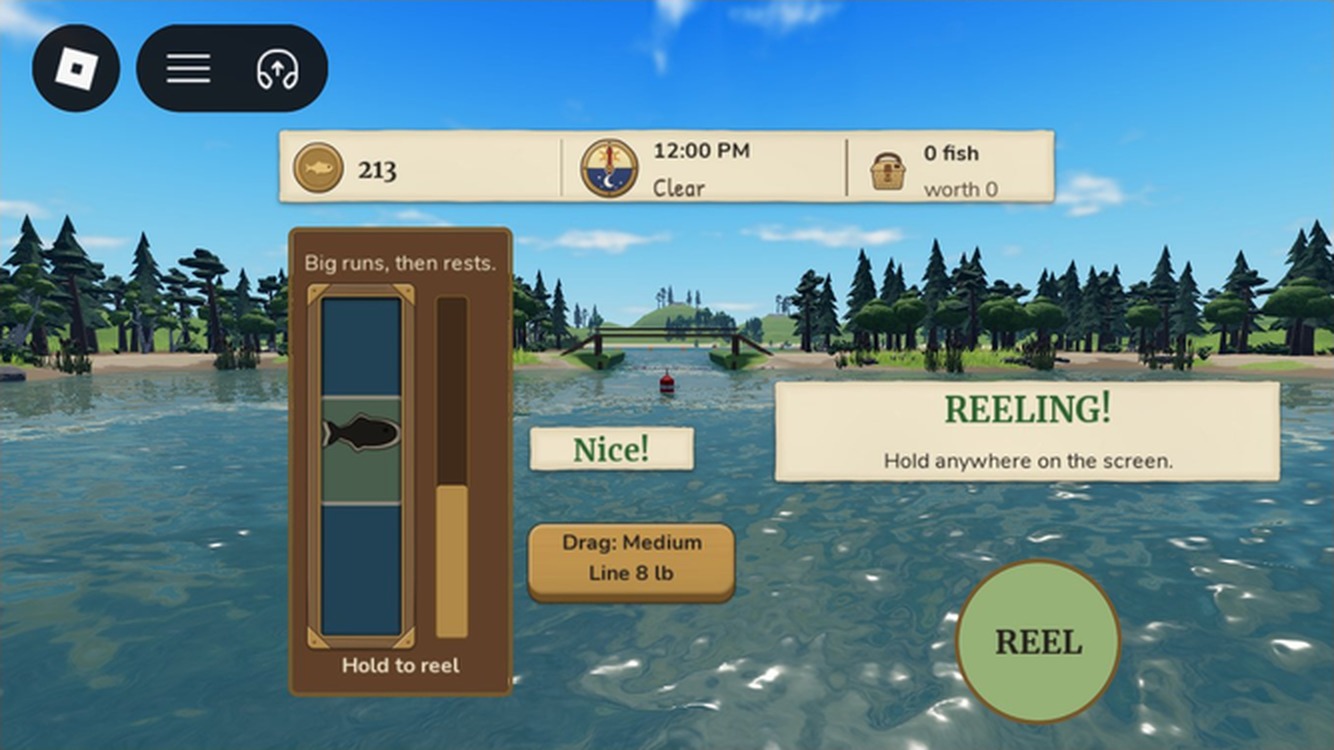 213
12:00 PM
Clear
0 fish
worth 0
Big runs, then rests.
Hold to reel
Nice!
Drag: Medium
Line 8 lb
REELING!
Hold anywhere on the screen.
REEL